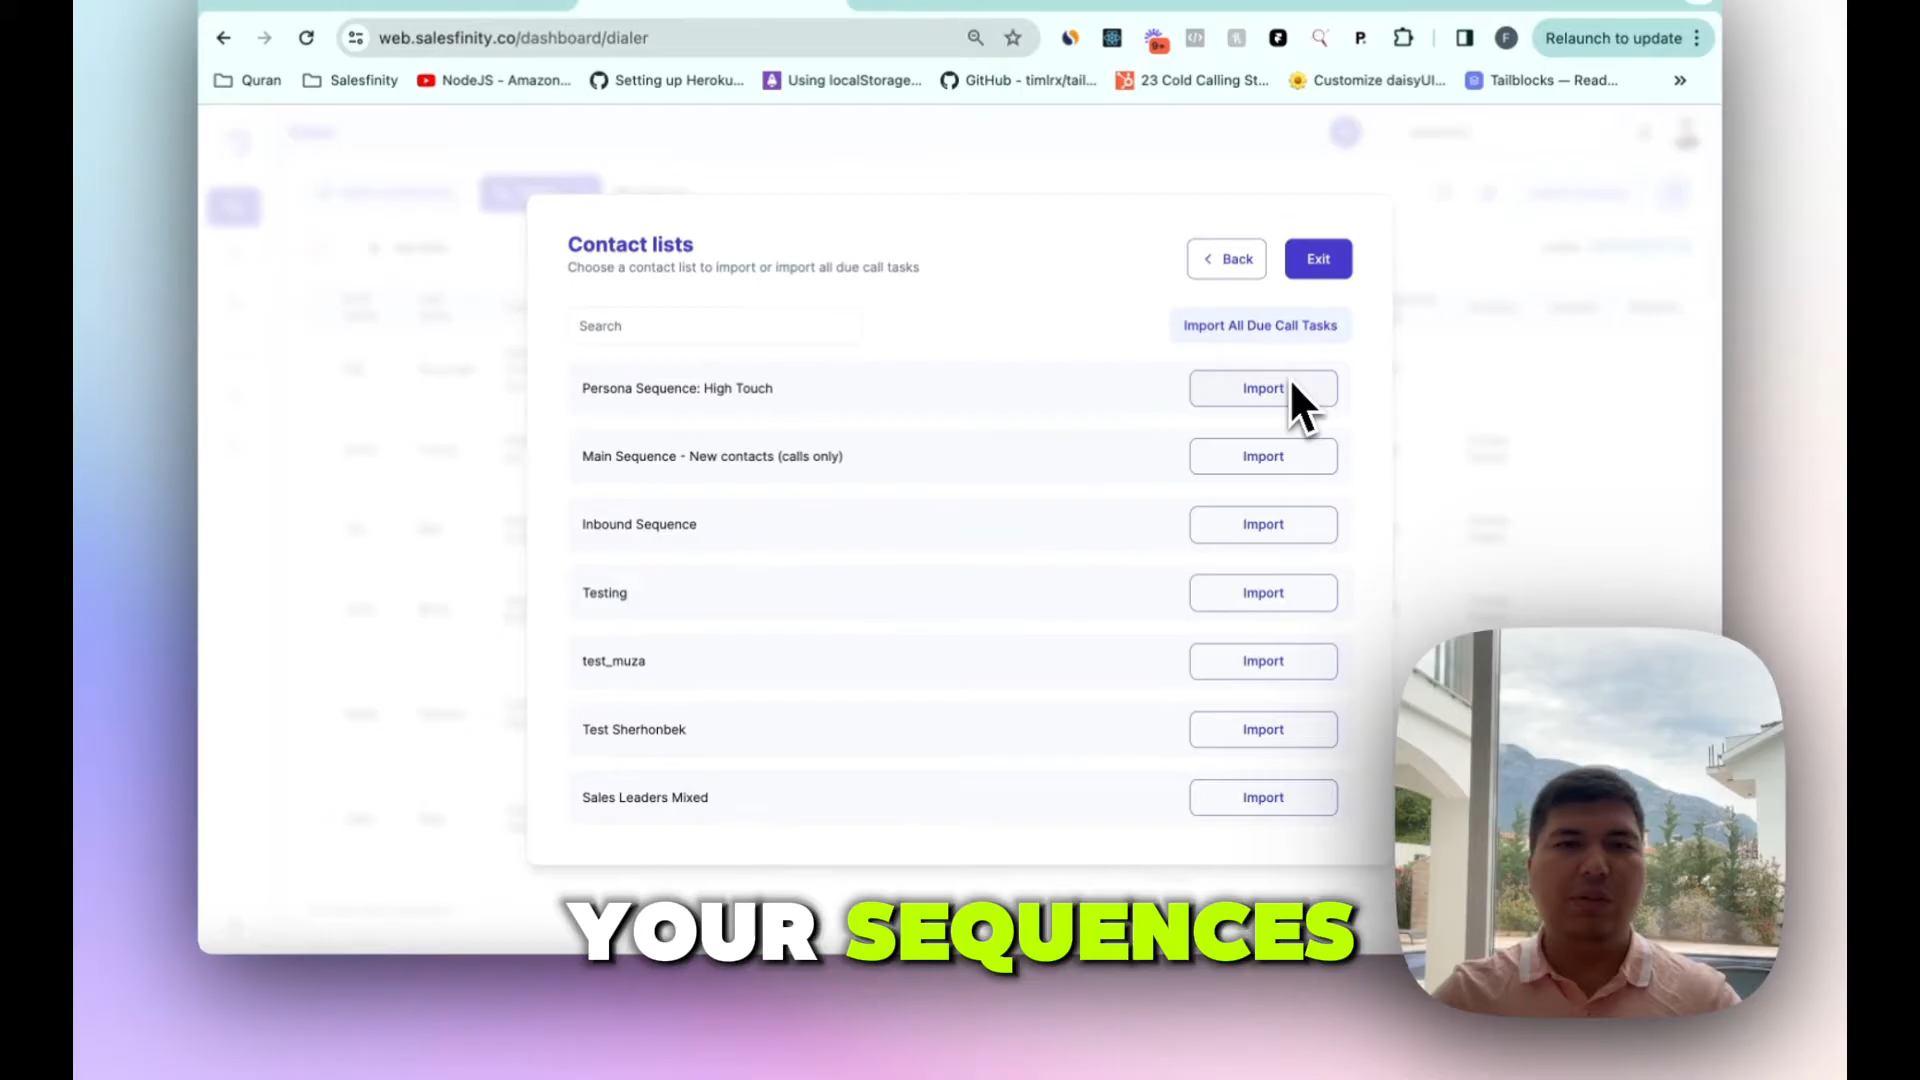 web.salesfinity.co/dashboard/dialer
9+
P.
F
Relaunch to update
Quran
Salesfinity
NodeJS - Amazon...
Setting up Heroku...
Using localStorage...
GitHub - timlrx/tail...
23 Cold Calling St...
Customize daisyUI...
Tailblocks — Read...
»
Contact lists
Choose a contact list to import or import all due call tasks
Back
Exit
Search
Import All Due Call Tasks
Persona Sequence: High Touch
Import
Main Sequence - New contacts (calls only)
Import
Inbound Sequence
Import
Testing
Import
test_muza
Import
Test Sherhonbek
Import
Sales Leaders Mixed
Import
YOUR SEQUENCES